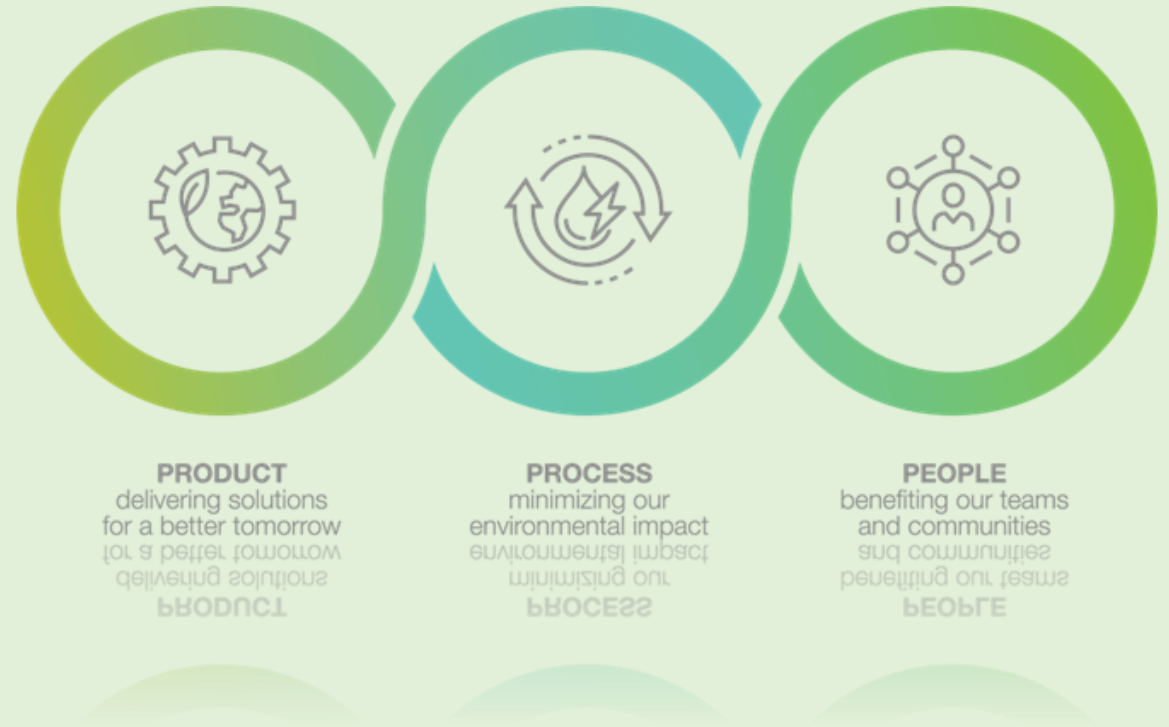 PRODUCT
delivering solutions
for a better tomorrow
PROCESS
minimizing our
environmental impact
PEOPLE
benefiting our teams
and communities